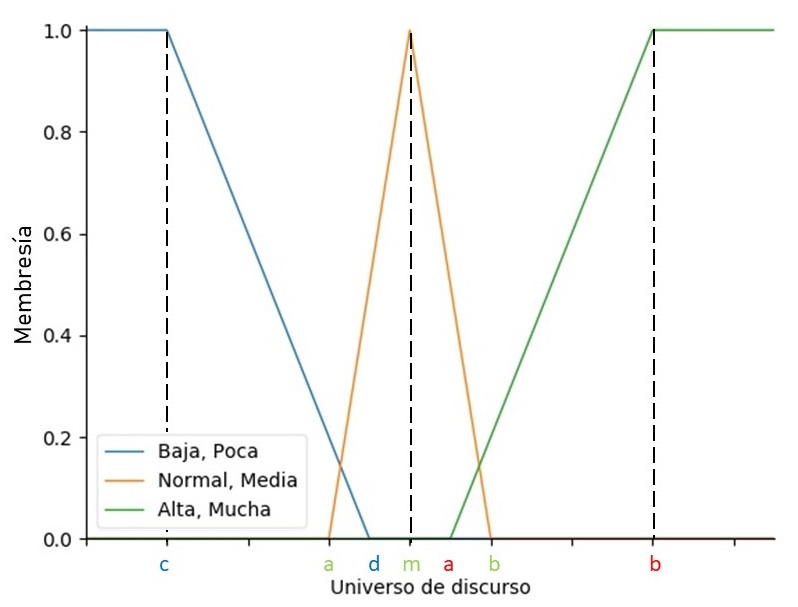 1.0
0.8
0.6
0.4
0.2
0.0
Membresía
Baja, Poca
Normal, Media
Alta, Mucha
c a d m a b b
Universo de discurso